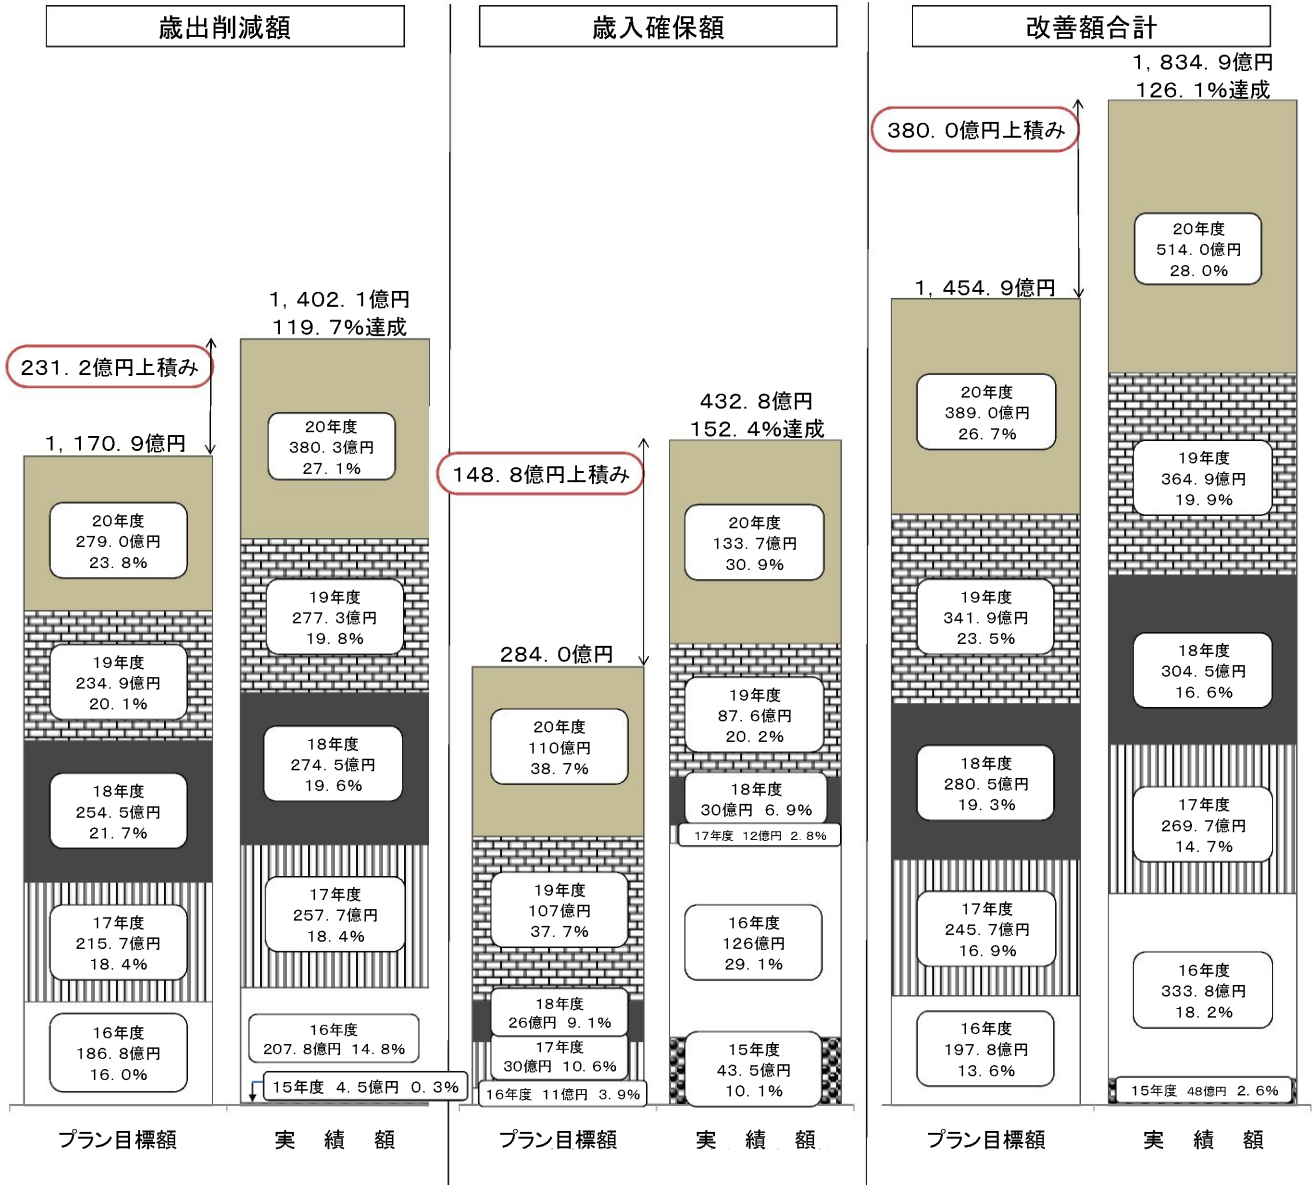 歳出削減額
1，402．1億円
119．7％達成
231．2億円上積み
1，170．9億円
20年度
279．0億円
23．8％
19年度
234．9億円
20．1％
18年度
254．5億円
21．7％
17年度
215．7億円
18．4％
16年度
186．8億円
16．0％
プラン目標額
20年度
380．3億円
27．1％
19年度
277．3億円
19．8％
18年度
274．5億円
19．6％
17年度
257．7億円
18．4％
16年度
207．8億円 14．8％
15年度 4．5億円 0．3％
実 績 額
歳入確保額
432．8億円
152．4％達成
148．8億円上積み
284．0億円
20年度
110億円
38．7％
19年度
107億円
37．7％
18年度
26億円 9．1％
17年度
30億円 10．6％
16年度 11億円 3．9％
プラン目標額
20年度
133．7億円
30．9％
19年度
87．6億円
20．2％
18年度
30億円 6．9％
17年度 12億円 2．8％
16年度
126億円
29．1％
15年度
43．5億円
10．1％
実 績 額
改善額合計
1，834．9億円
126．1％達成
380．0億円上積み
1，454．9億円
20年度
389．0億円
26．7％
19年度
341．9億円
23．5％
18年度
280．5億円
19．3％
17年度
245．7億円
16．9％
16年度
197．8億円
13．6％
プラン目標額
20年度
514．0億円
28．0％
19年度
364．9億円
19．9％
18年度
304．5億円
16．6％
17年度
269．7億円
14．7％
16年度
333．8億円
18．2％
15年度 48億円 2．6％
実 績 額